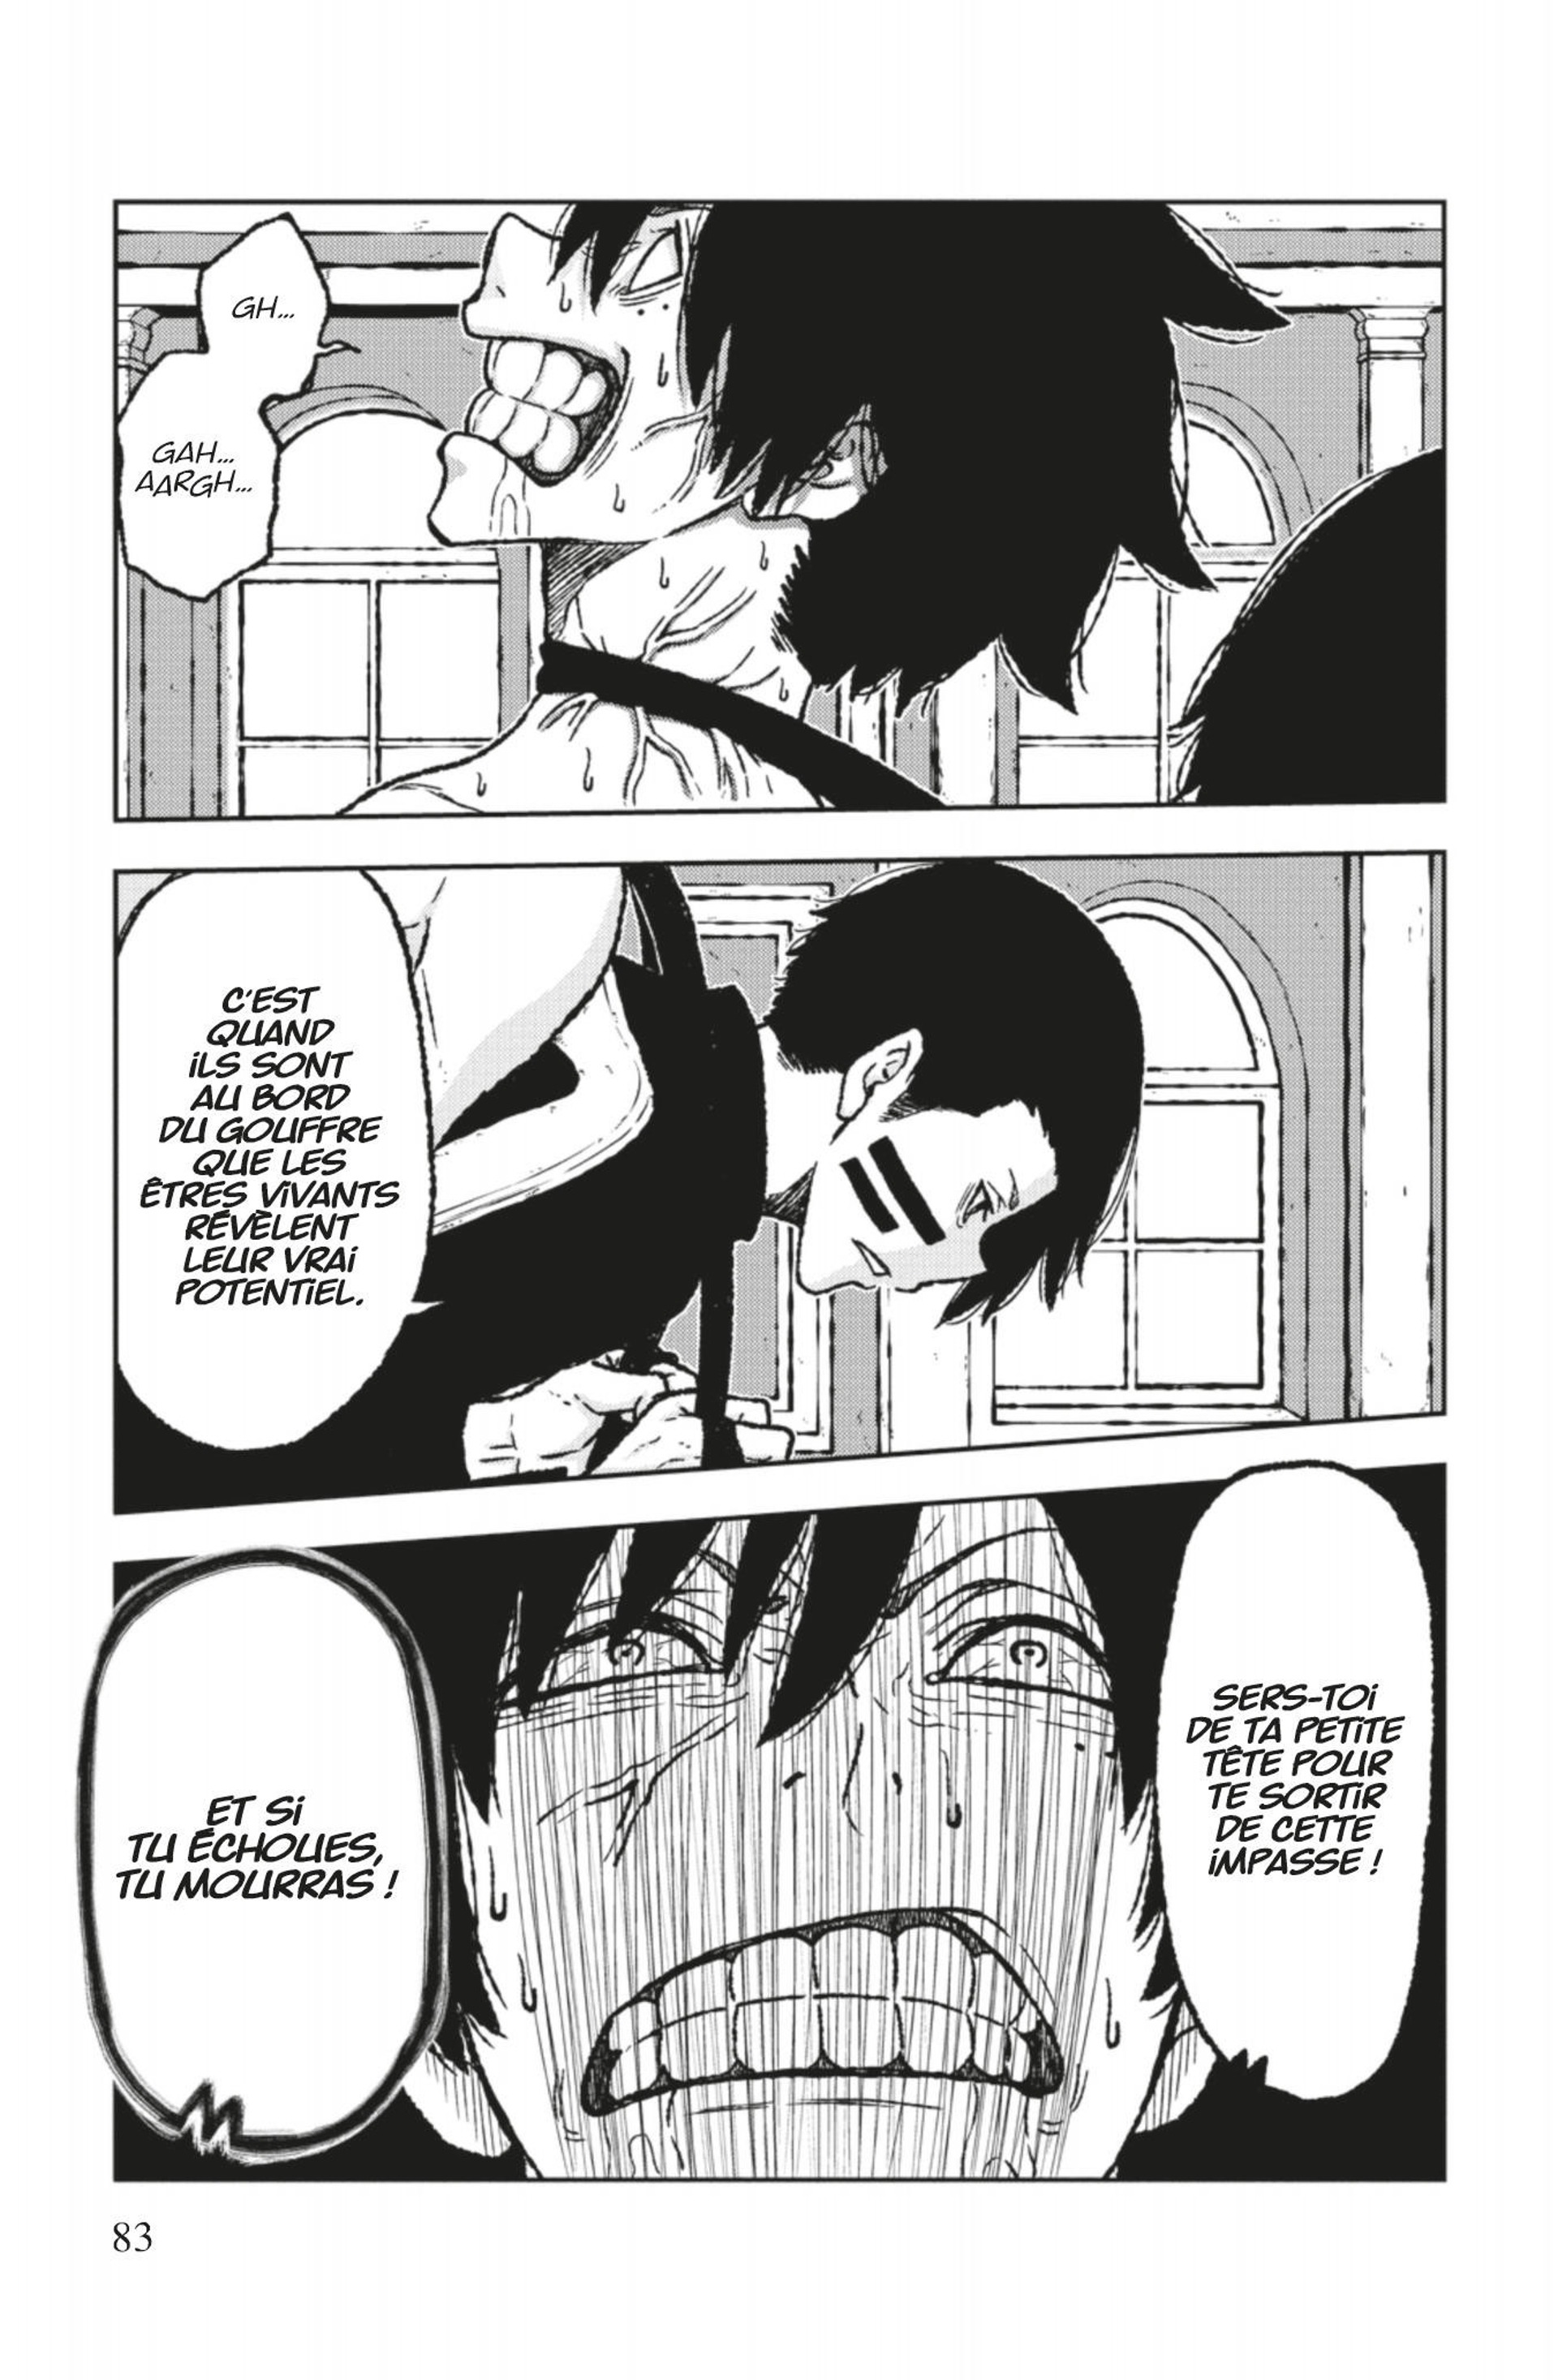 GH...
GAH...
AARGH...
C'EST
QUAND
iLS SONT
AU BORD
DU GOUFFRE
QUE LES
ÊTRES ViVANTS
RÉVÈLENT
LEUR VRAi
POTENTiEL.
SERS-TOi
DE TA PETiTE
TÊTE POUR
TE SORTiR
DE CETTE
iMPASSE !
ET Si
TU ÉCHOUES,
TU MOURRAS !
83